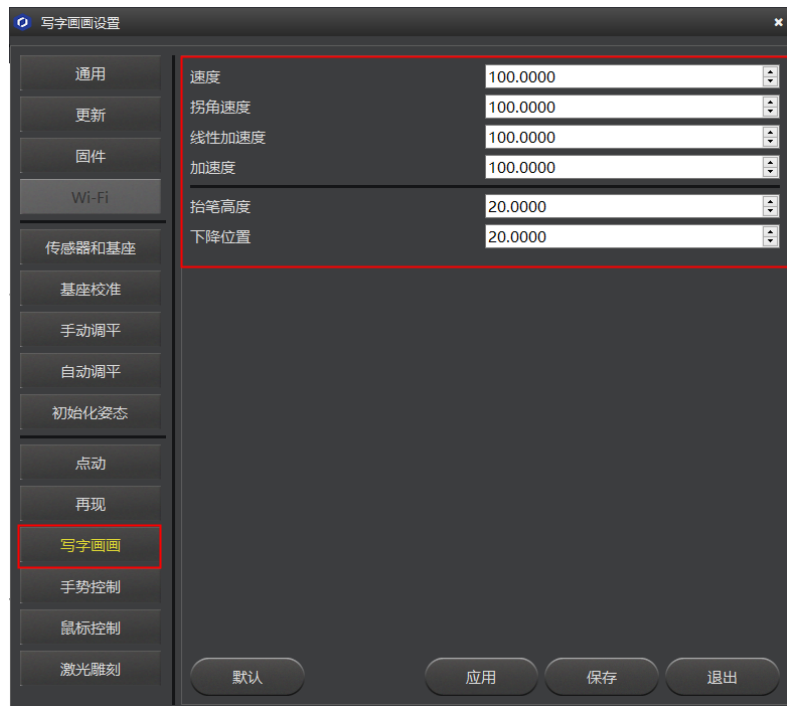 写字画画设置
通用
更新
固件
Wi-Fi
传感器和基座
基座校准
手动调平
自动调平
初始化姿态
点动
再现
写字画画
手势控制
鼠标控制
激光雕刻
速度 100.0000
拐角速度 100.0000
线性加速度 100.0000
加速度 100.0000
抬笔高度 20.0000
下降位置 20.0000
默认 应用 保存 退出